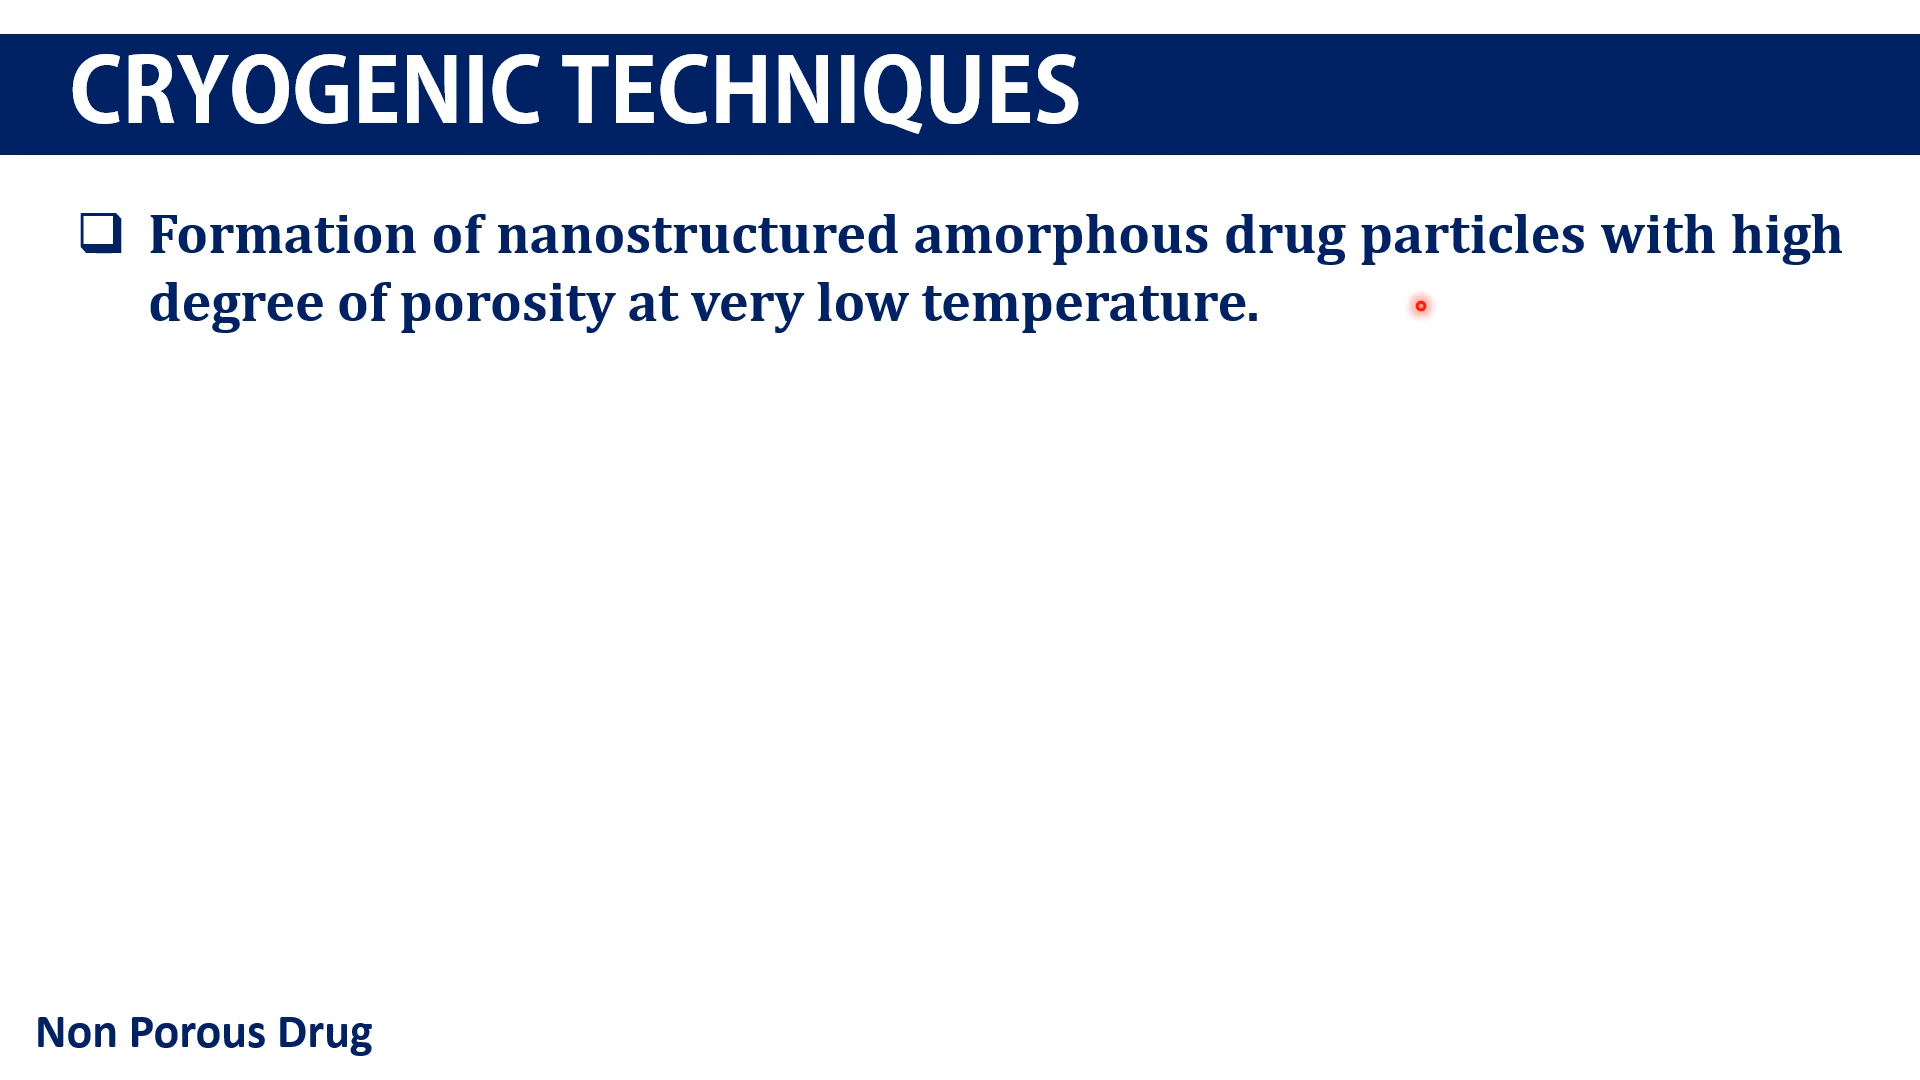 CRYOGENIC TECHNIQUES
Formation of nanostructured amorphous drug particles with high
degree of porosity at very low temperature.
Non Porous Drug